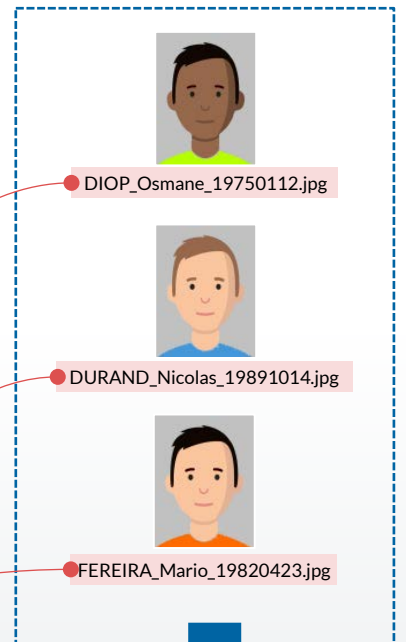 DIOP_Osmane_19750112.jpg
DURAND_Nicolas_19891014.jpg
FEREIRA_Mario_19820423.jpg